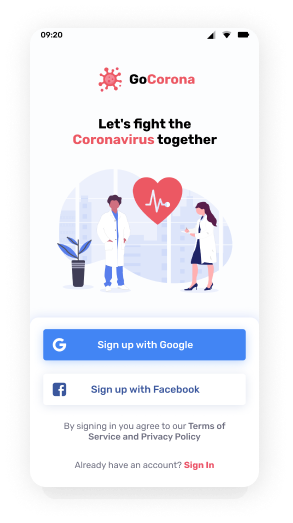 09:20
GoCorona
Let's fight the
Coronavirus together
Sign up with Google
Sign up with Facebook
By signing in you agree to our Terms of
Service and Privacy Policy
Already have an account? Sign In